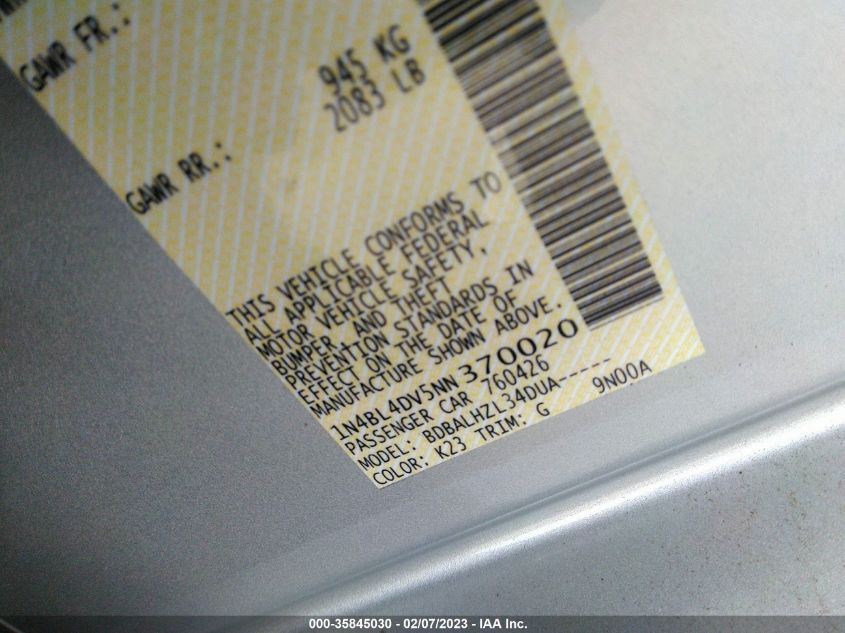 GAWR FR.:
945 KG
2083 LB
GAWR RR.:
THIS VEHICLE CONFORMS TO
ALL APPLICABLE FEDERAL
MOTOR VEHICLE SAFETY,
BUMPER, AND THEFT
PREVENTION STANDARDS IN
EFFECT ON THE DATE OF
MANUFACTURE SHOWN ABOVE.
1N4BL4DV5NN370020
PASSENGER CAR 760426
MODEL: BDBALHZL34DUA-----
COLOR: K23 TRIM: G 9N00A
000-35845030 - 02/07/2023 - IAA Inc.